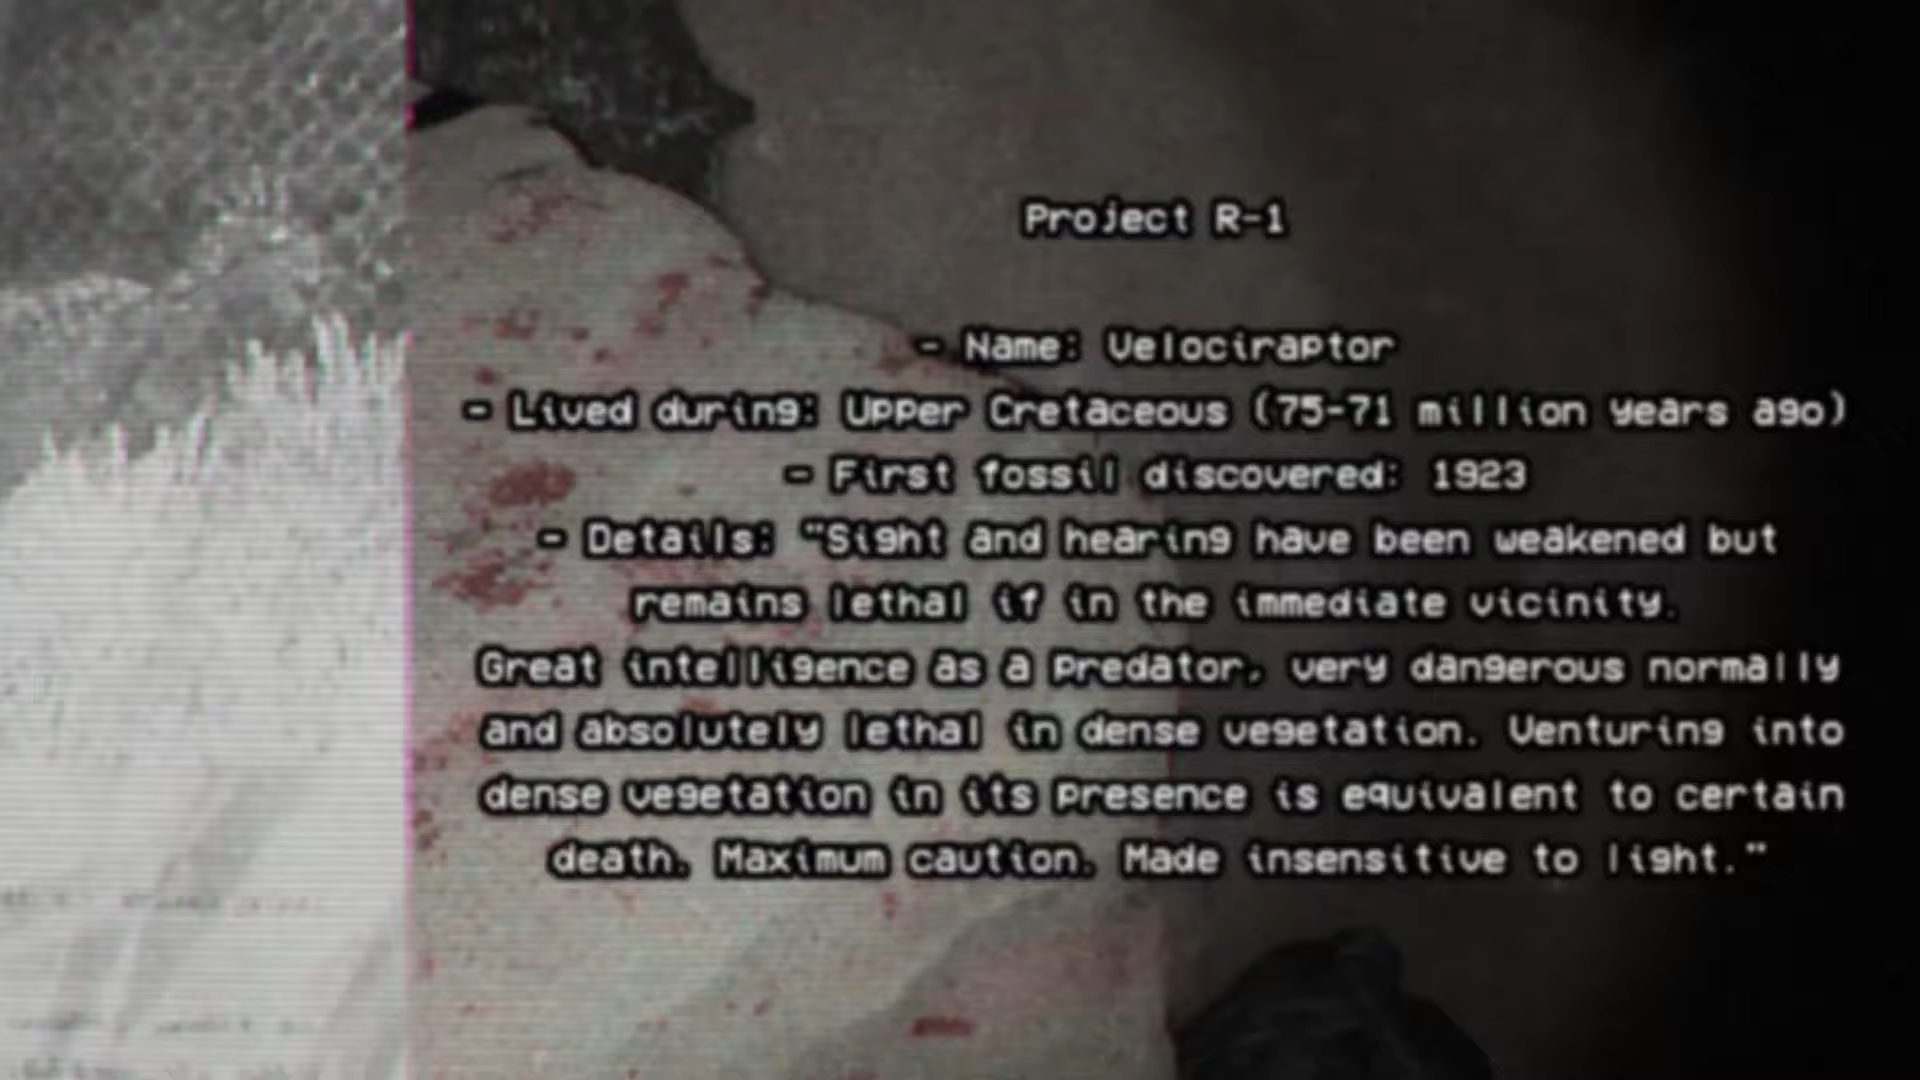 Project R-1
- Name: Velociraptor
- Lived during: Upper Cretaceous (75-71 million years ago)
- First fossil discovered: 1923
- Details: "Sight and hearing have been weakened but
remains lethal if in the immediate vicinity.
Great intelligence as a predator, very dangerous normally
and absolutely lethal in dense vegetation. Venturing into
dense vegetation in its presence is equivalent to certain
death. Maximum caution. Made insensitive to light."